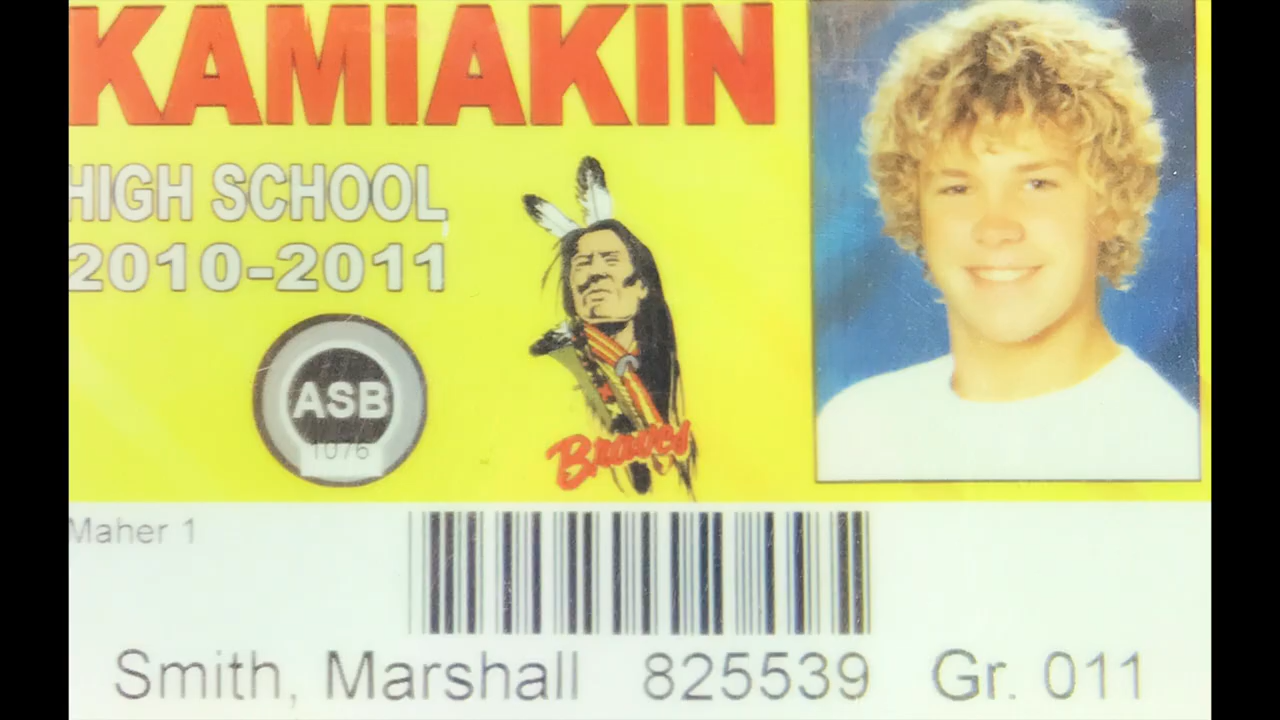 KAMIAKIN
HIGH SCHOOL
2010-2011
ASB
1076
Braves
Maher 1
Smith, Marshall 825539 Gr. 011